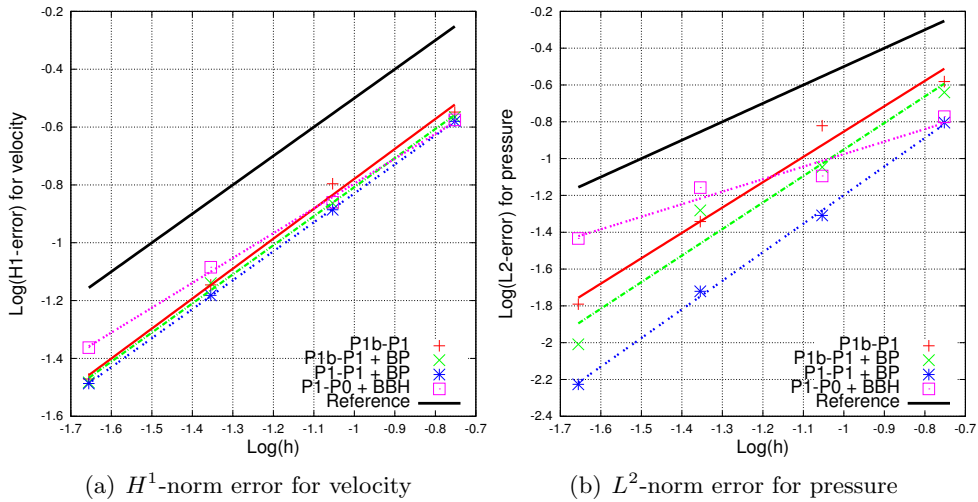 -0.2
-0.4
-0.6
-0.8
-1
-1.2
-1.4
-1.6
-1.7 -1.6 -1.5 -1.4 -1.3 -1.2 -1.1 -1 -0.9 -0.8 -0.7
Log(H1-error) for velocity
Log(h)
P1b-P1
P1b-P1 + BP
P1-P1 + BP
P1-P0 + BBH
Reference
(a) H¹-norm error for velocity
-0.2
-0.4
-0.6
-0.8
-1
-1.2
-1.4
-1.6
-1.8
-2
-2.2
-2.4
-1.7 -1.6 -1.5 -1.4 -1.3 -1.2 -1.1 -1 -0.9 -0.8 -0.7
Log(L2-error) for pressure
Log(h)
P1b-P1
P1b-P1 + BP
P1-P1 + BP
P1-P0 + BBH
Reference
(b) L²-norm error for pressure